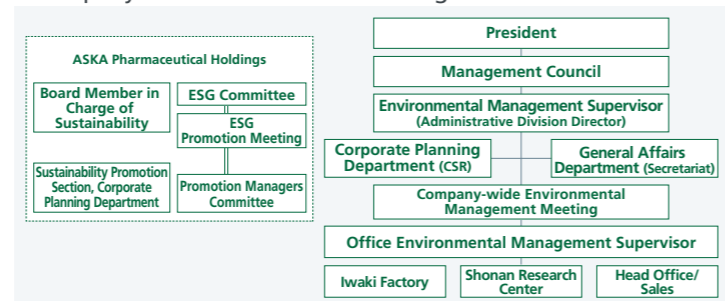 ASKA Pharmaceutical Holdings
Board Member in
Charge of
Sustainability
ESG Committee
ESG
Promotion Meeting
Sustainability Promotion
Section, Corporate
Planning Department
Promotion Managers
Committee
President
Management Council
Environmental Management Supervisor
(Administrative Division Director)
Corporate Planning
Department (CSR)
General Affairs
Department (Secretariat)
Company-wide Environmental
Management Meeting
Office Environmental Management Supervisor
Iwaki Factory
Shonan Research
Center
Head Office/
Sales